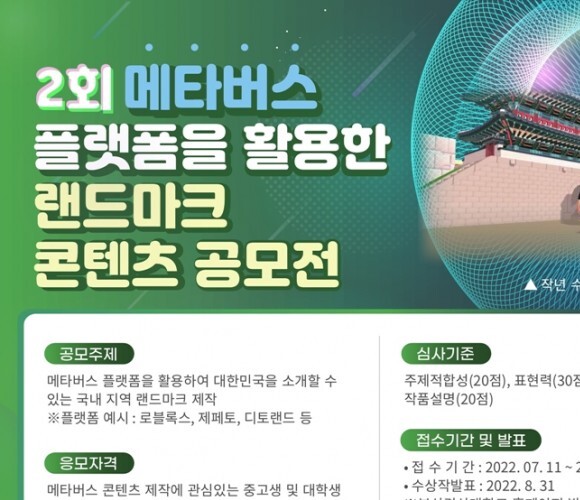 2회 메타버스
플랫폼을 활용한
랜드마크
콘텐츠 공모전
▲ 작년
공모주제
메타버스 플랫폼을 활용하여 대한민국을 소개할 수
있는 국내 지역 랜드마크 제작
※플랫폼 예시 : 로블록스, 제페토, 디토랜드 등
응모자격
메타버스 콘텐츠 제작에 관심있는 중고생 및 대학생
심사기준
주제적합성(20점), 표현력(30점
작품설명(20점)
접수기간 및 발표
• 접 수 기 간 : 2022. 07. 11 ~
• 수상작발표 : 2022. 8. 31